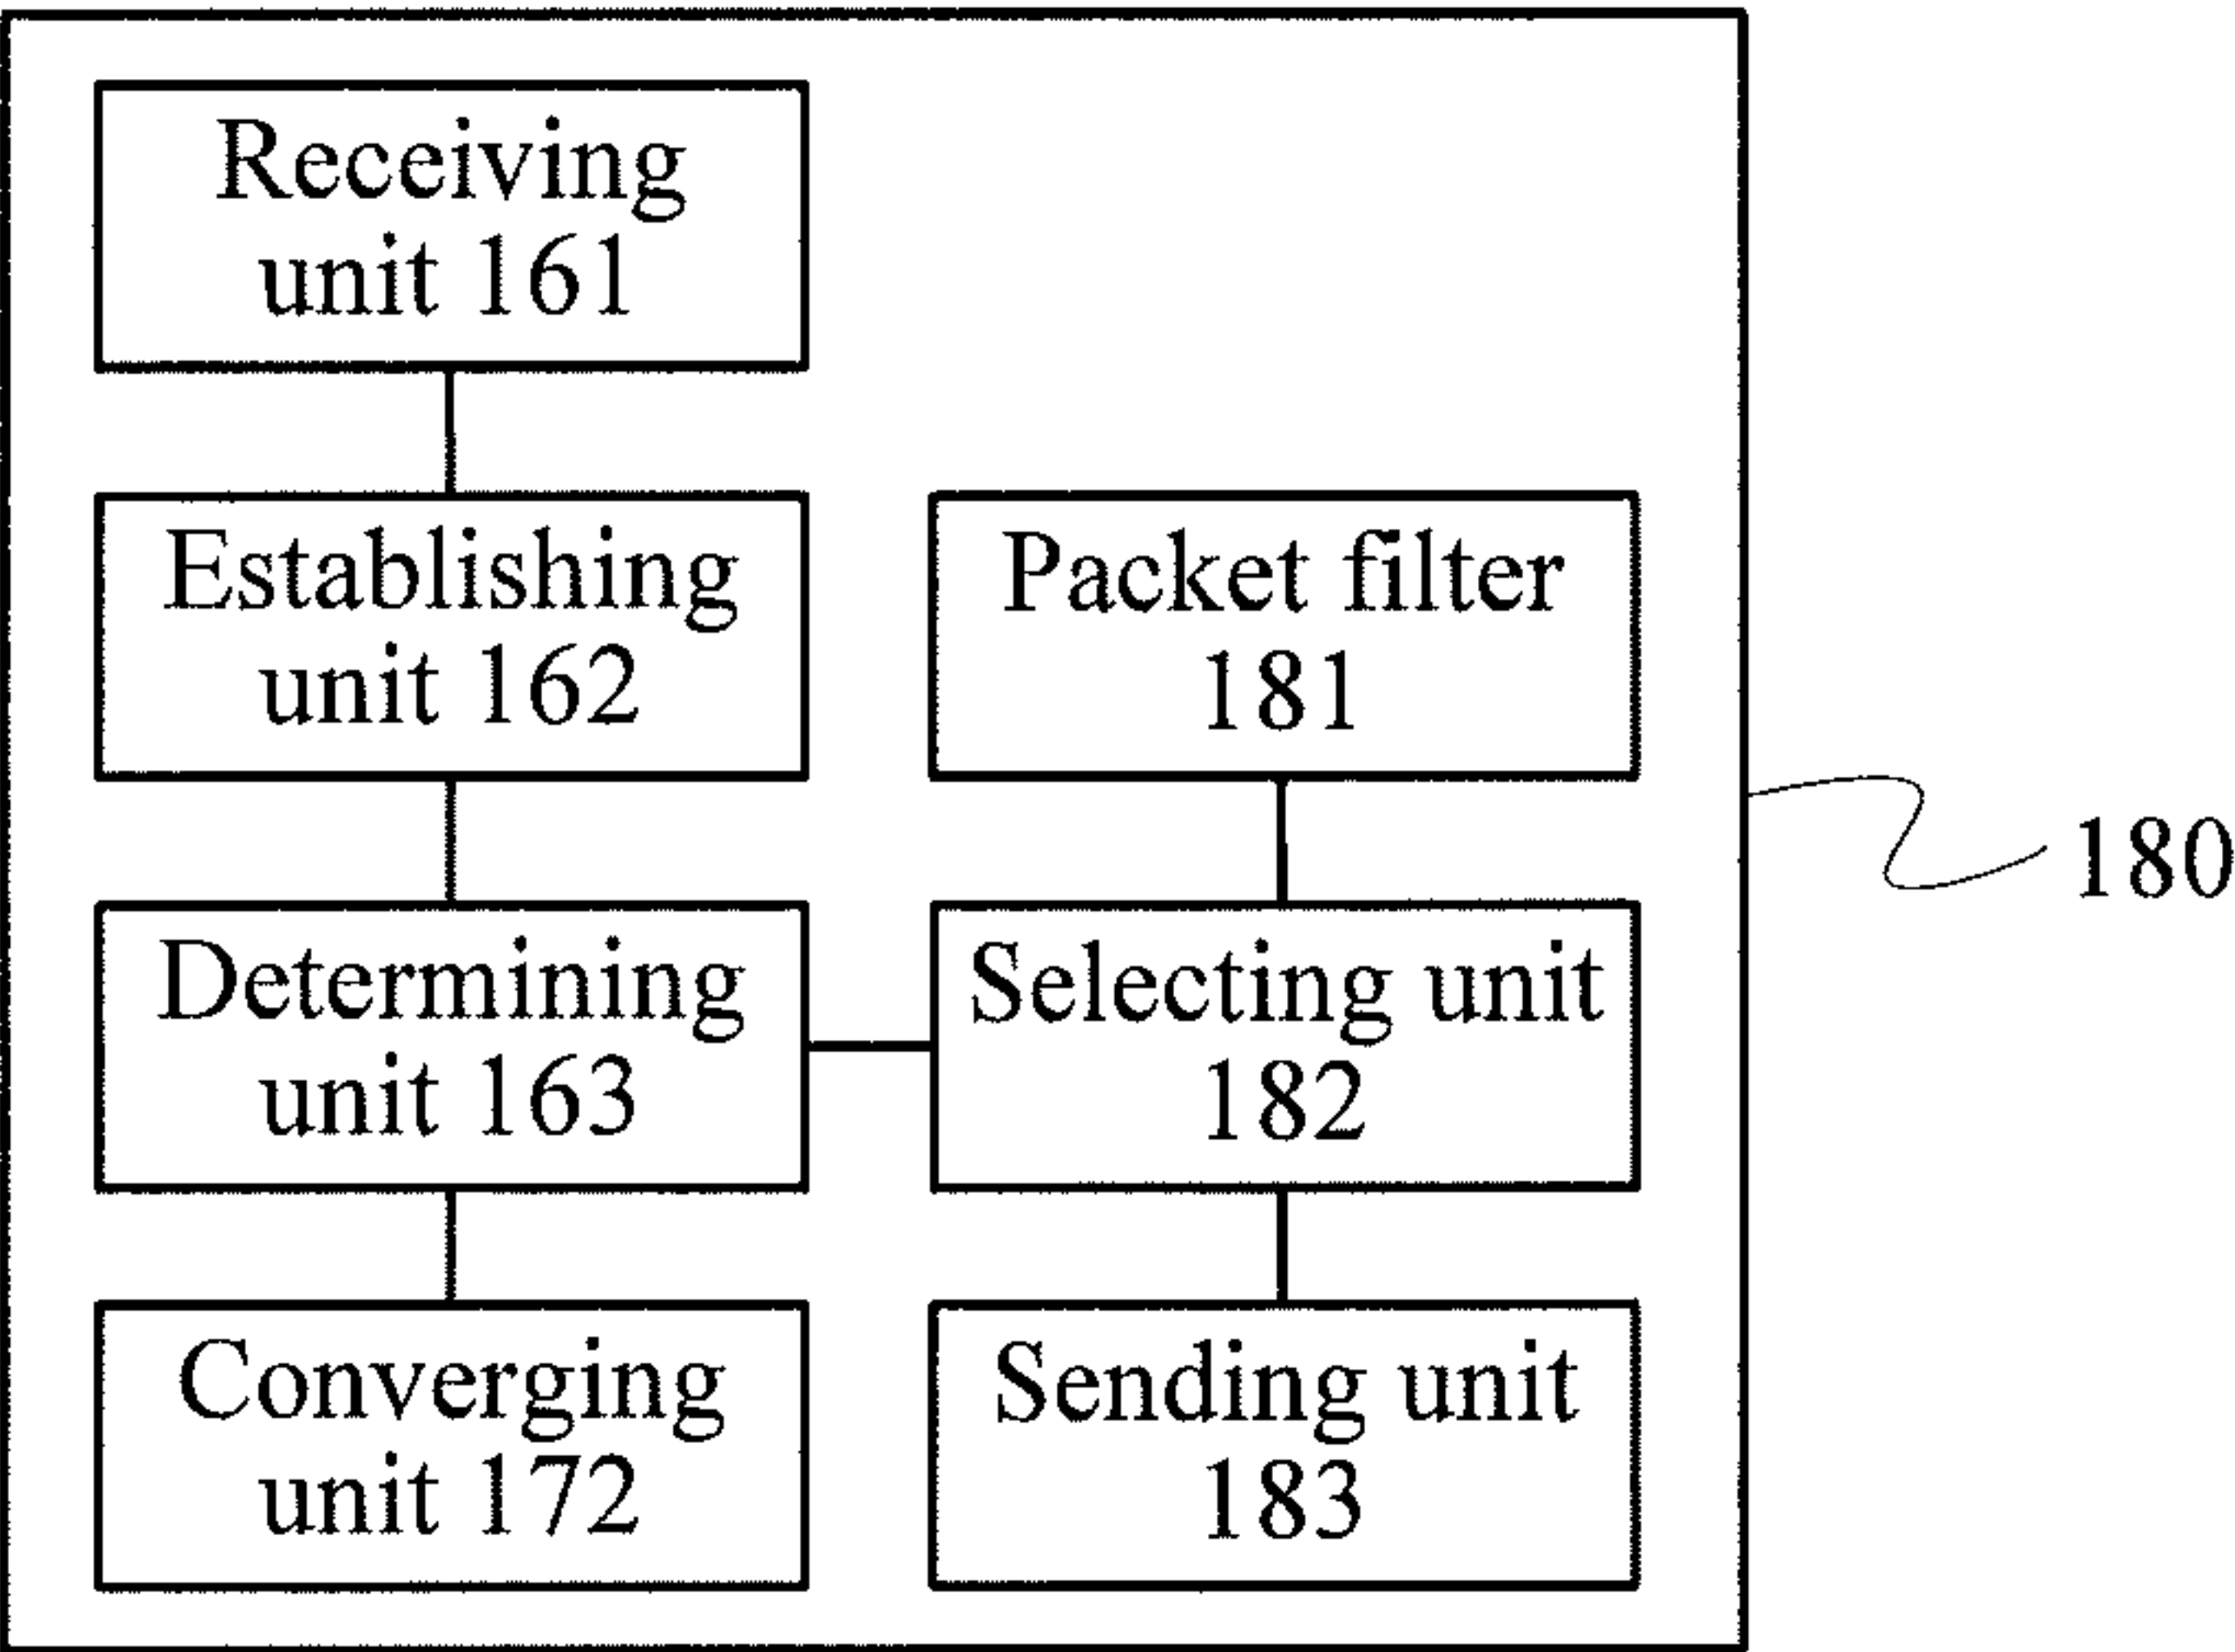 Receiving
unit 161
Establishing
unit 162
Packet filter
181
Determining
unit 163
Selecting unit
182
Converging
unit 172
Sending unit
183
180